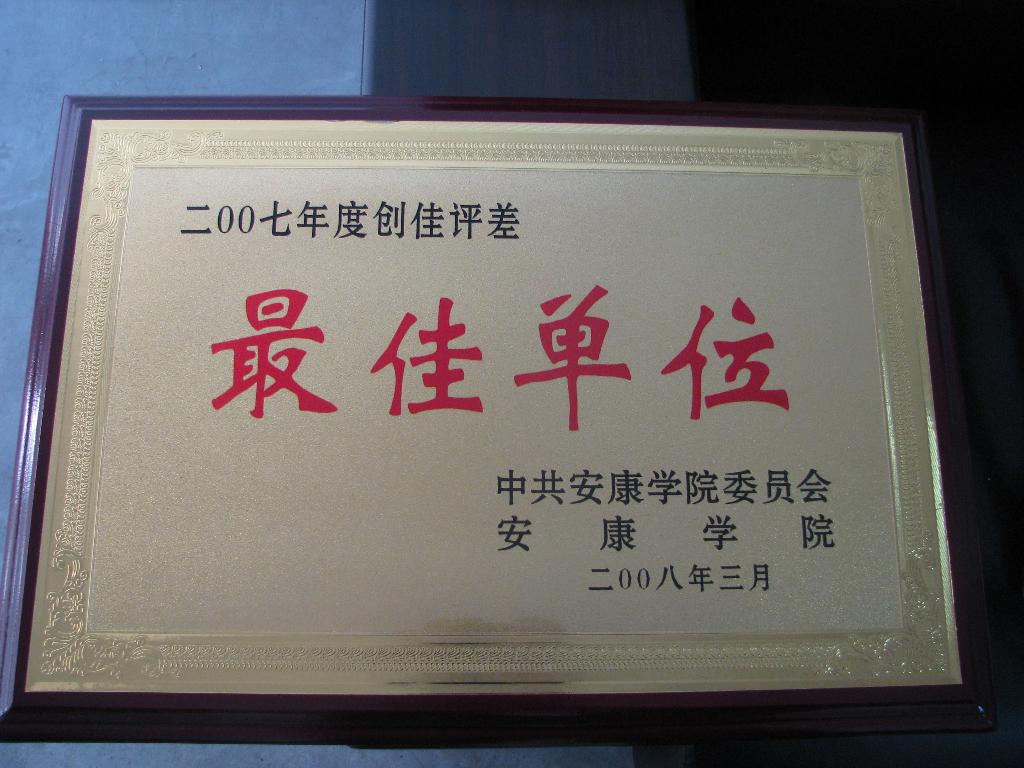 二00七年度创佳评差
最佳单位
中共安康学院委员会
安康学院
二00八年三月